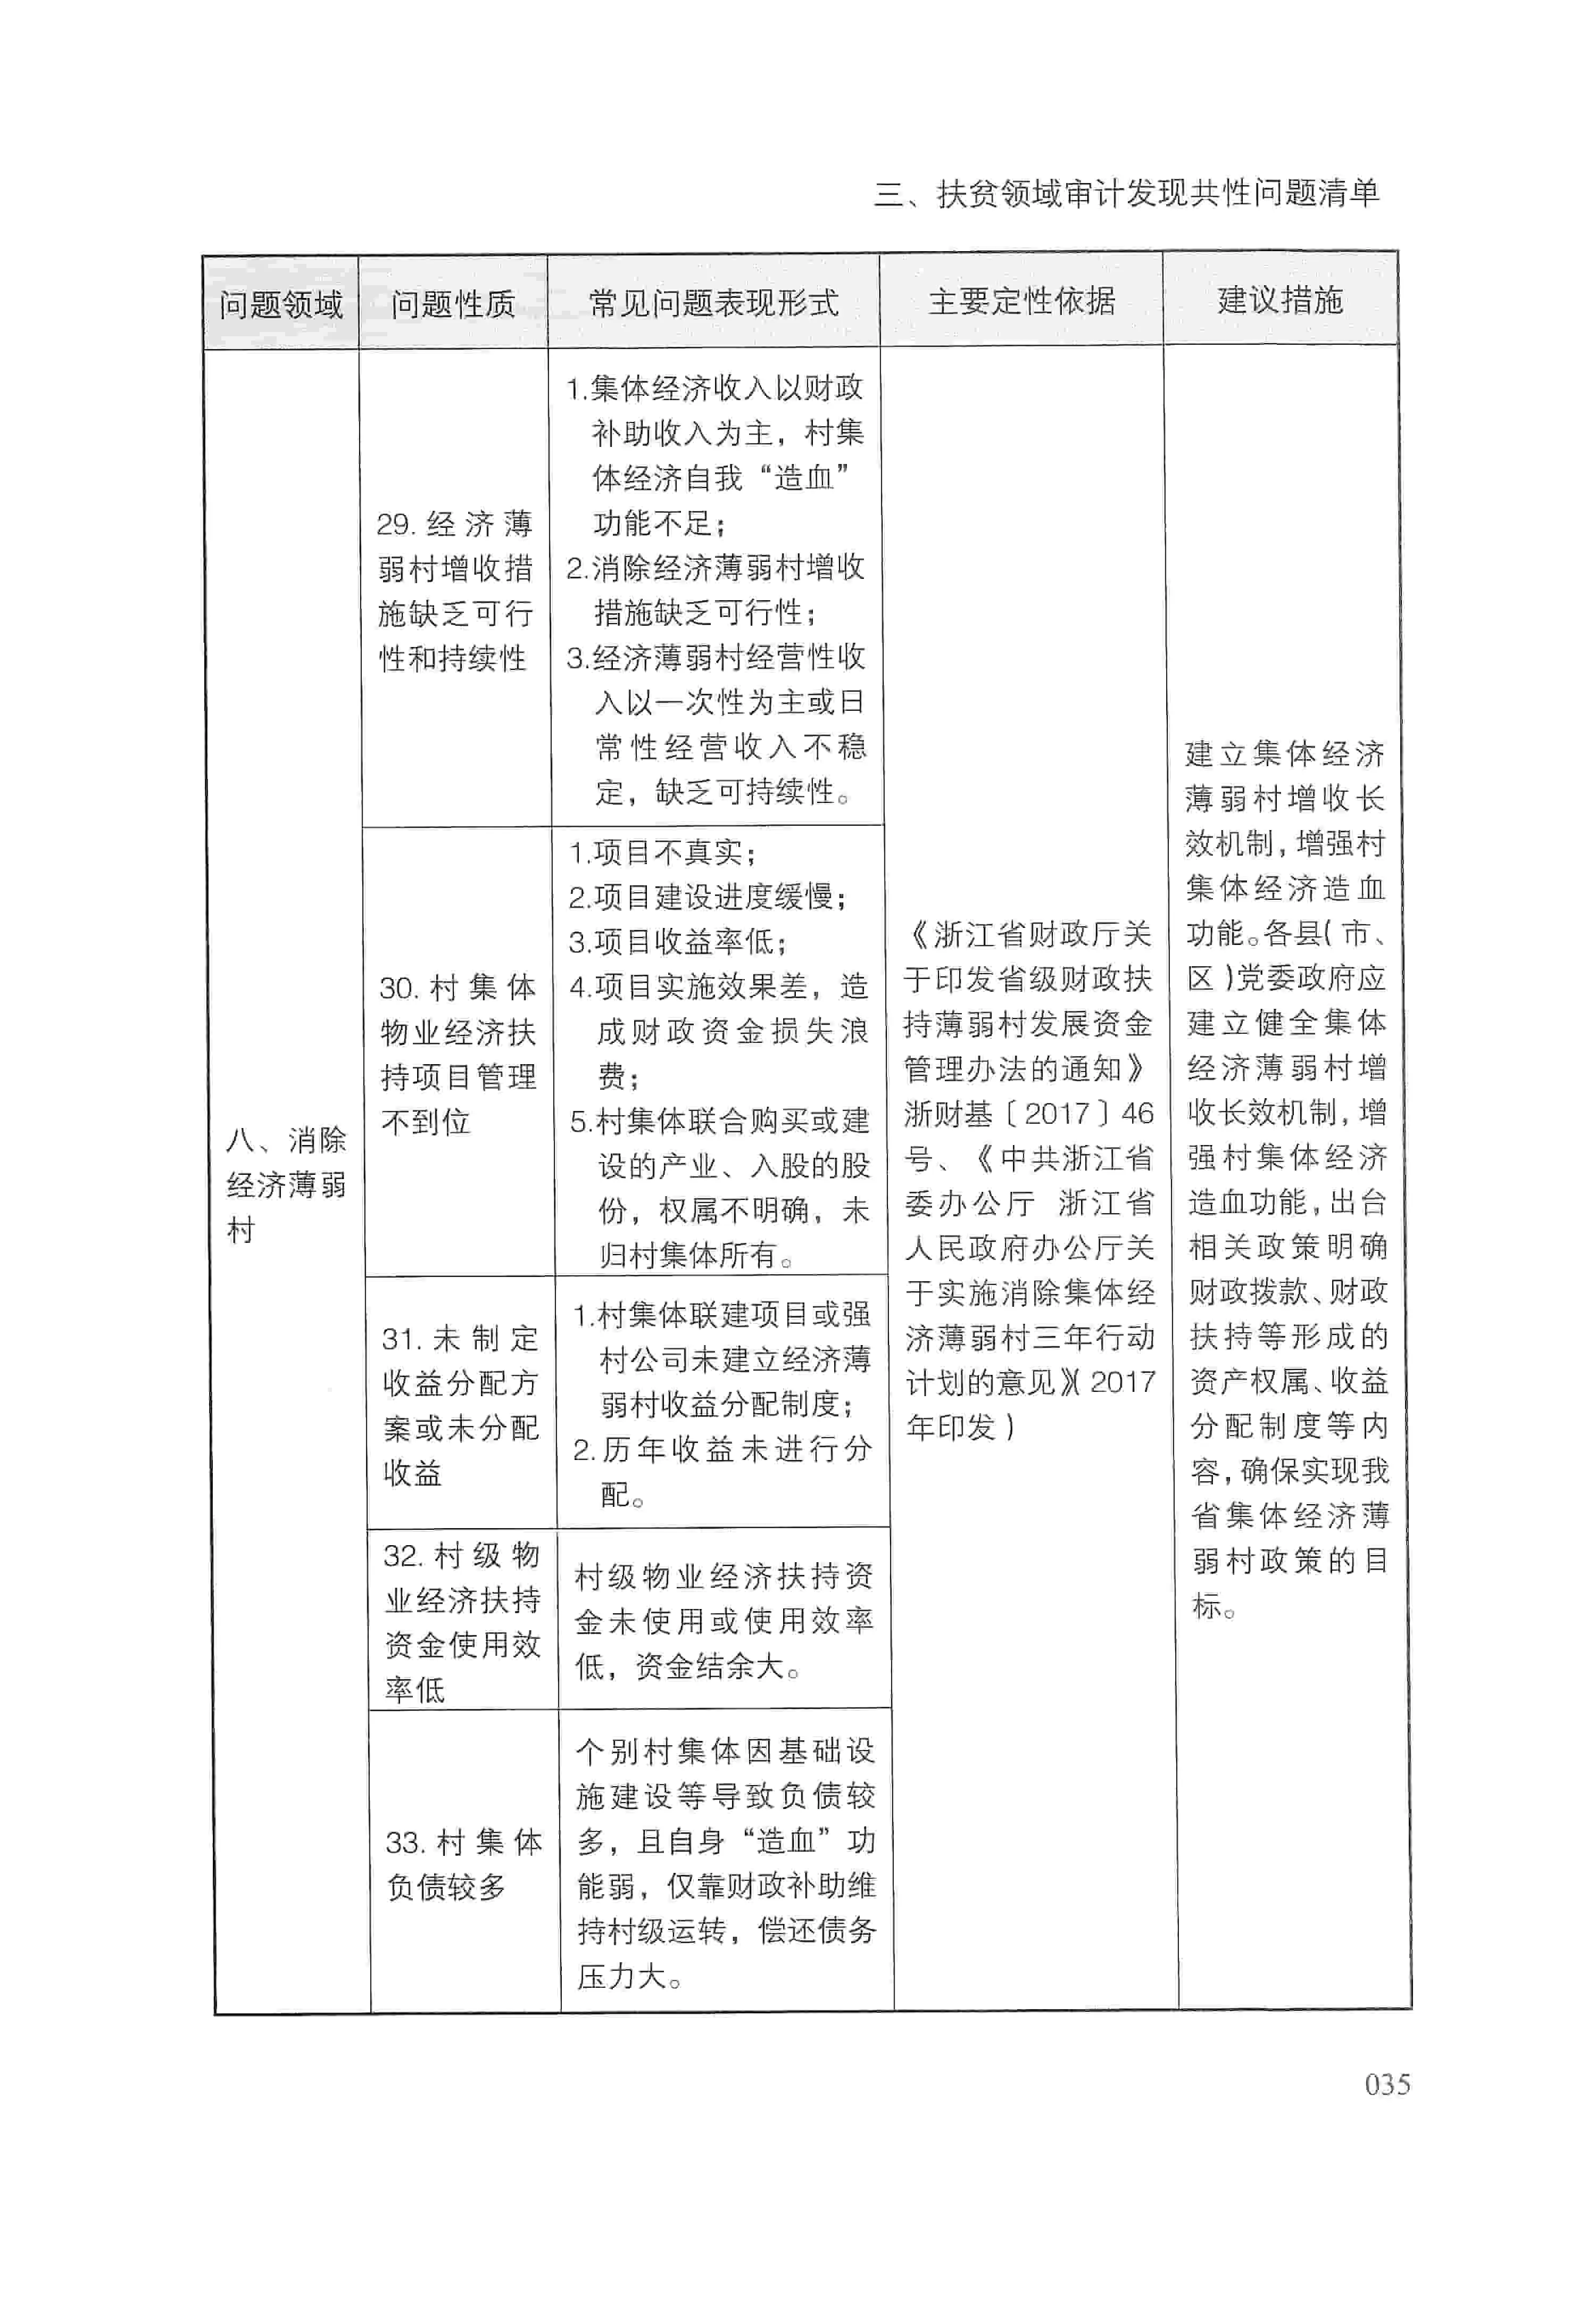 三、扶贫领域审计发现共性问题清单
问题领域
问题性质
常见问题表现形式
主要定性依据
建议措施
八、消除
经济薄弱
村
29. 经济薄
弱村增收措
施缺乏可行
性和持续性
1.集体经济收入以财政
补助收入为主，村集
体经济自我“造血”
功能不足；
2.消除经济薄弱村增收
措施缺乏可行性；
3.经济薄弱村经营性收
入以一次性为主或日
常性经营收入不稳
定，缺乏可持续性。
30. 村集体
物业经济扶
持项目管理
不到位
1.项目不真实；
2.项目建设进度缓慢；
3.项目收益率低；
4.项目实施效果差，造
成财政资金损失浪
费；
5.村集体联合购买或建
设的产业、入股的股
份，权属不明确，未
归村集体所有。
31. 未制定
收益分配方
案或未分配
收益
1.村集体联建项目或强
村公司未建立经济薄
弱村收益分配制度；
2.历年收益未进行分
配。
32. 村级物
业经济扶持
资金使用效
率低
村级物业经济扶持资
金未使用或使用效率
低，资金结余大。
33. 村集体
负债较多
个别村集体因基础设
施建设等导致负债较
多，且自身“造血”功
能弱，仅靠财政补助维
持村级运转，偿还债务
压力大。
《浙江省财政厅关
于印发省级财政扶
持薄弱村发展资金
管理办法的通知》
浙财基〔2017〕46
号、《中共浙江省
委办公厅 浙江省
人民政府办公厅关
于实施消除集体经
济薄弱村三年行动
计划的意见》（2017
年印发）
建立集体经济
薄弱村增收长
效机制，增强村
集体经济造血
功能。各县（市、
区）党委政府应
建立健全集体
经济薄弱村增
收长效机制，增
强村集体经济
造血功能，出台
相关政策明确
财政拨款、财政
扶持等形成的
资产权属、收益
分配制度等内
容，确保实现我
省集体经济薄
弱村政策的目
标。
035